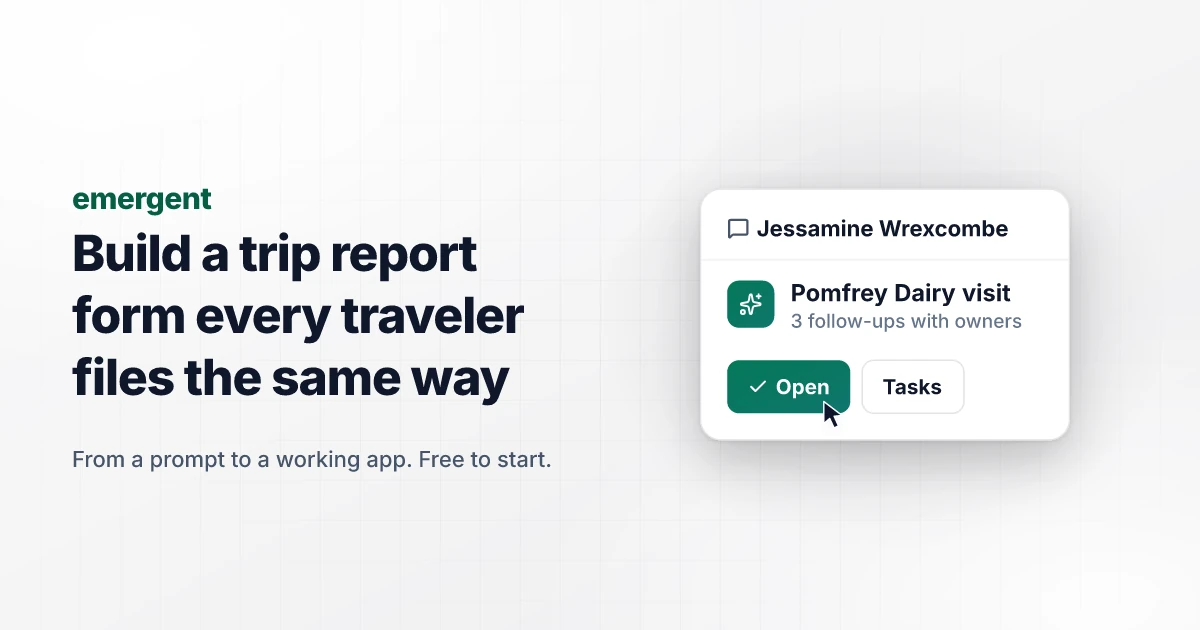 emergent
Build a trip report
form every traveler
files the same way
From a prompt to a working app. Free to start.
Jessamine Wrexcombe
Pomfrey Dairy visit
3 follow-ups with owners
Open
Tasks